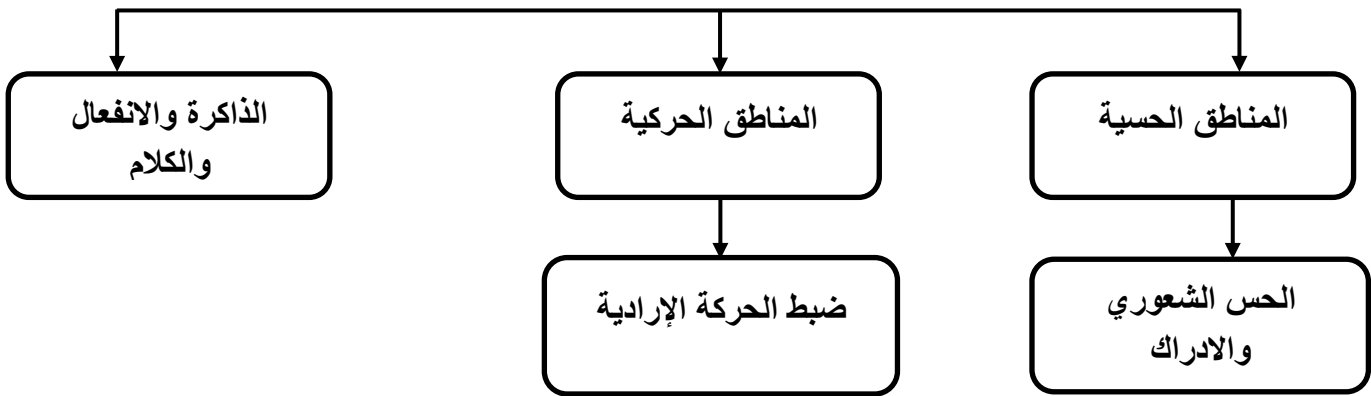 المناطق الحسية
المناطق الحركية
الذاكرة والانفعال
والكلام
الحس الشعوري
والادراك
ضبط الحركة الإرادية